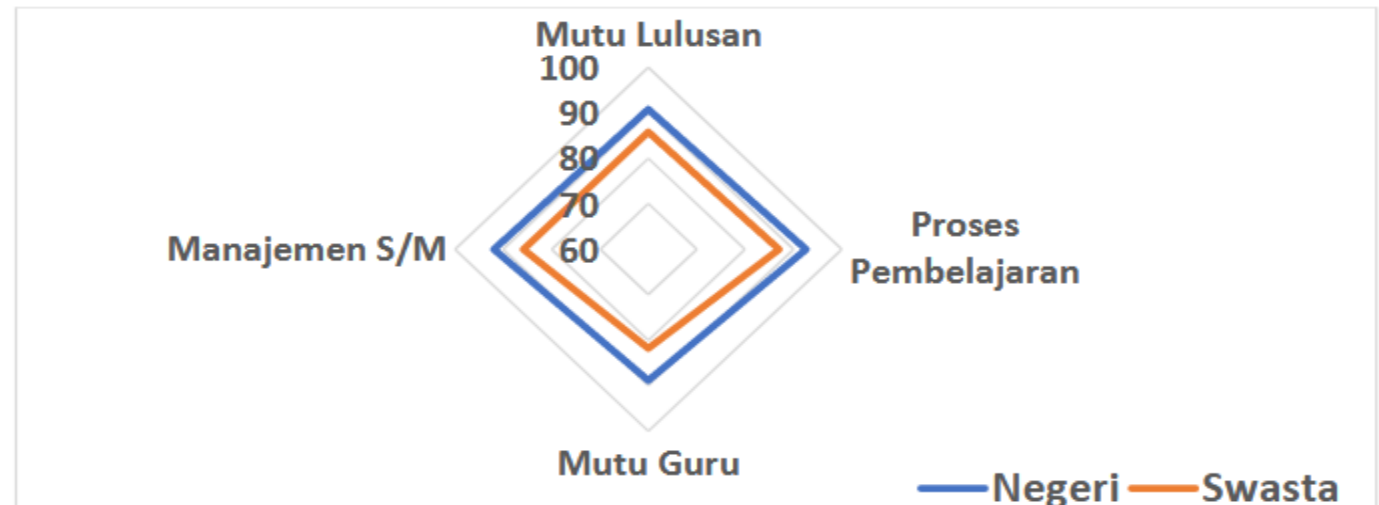 Mutu Lulusan
100
90
80
70
60
Manajemen S/M
Proses
Pembelajaran
Mutu Guru
Negeri
Swasta